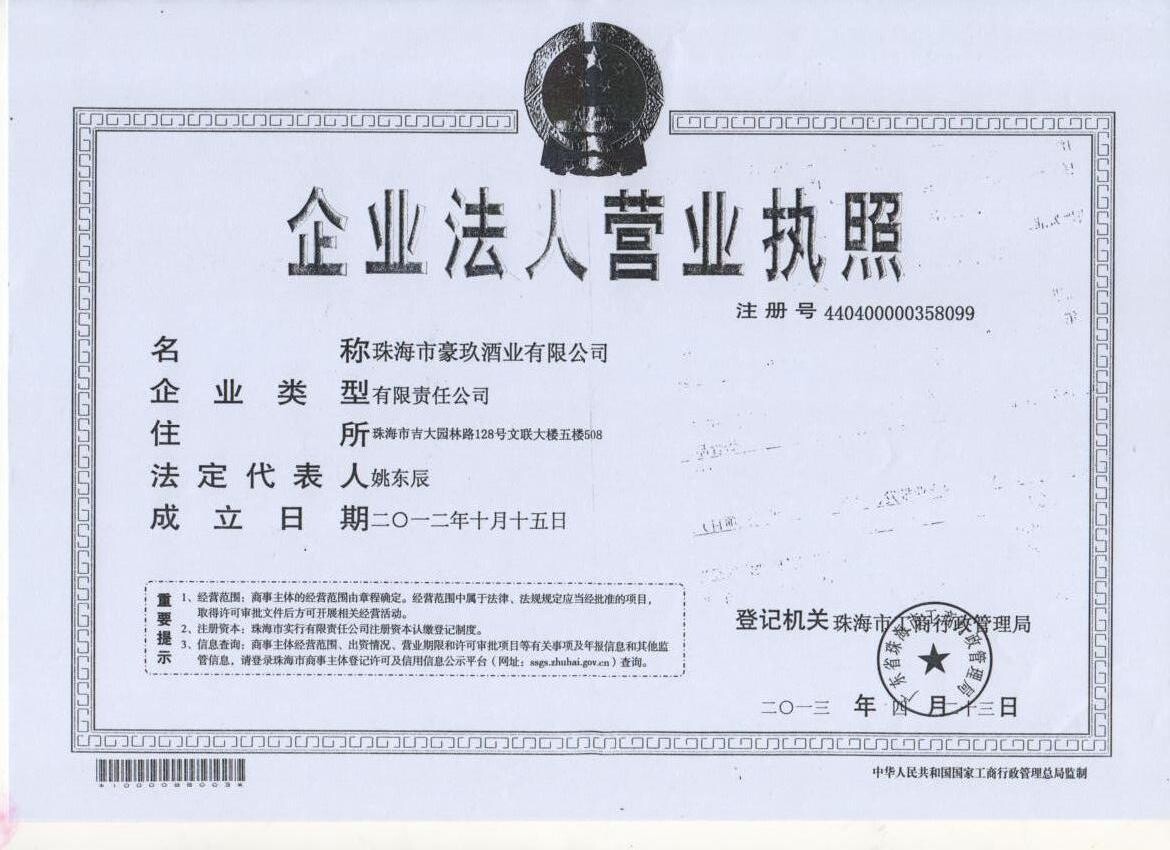 企业法人营业执照
注册号 440400000358099
名称 珠海市豪玖酒业有限公司
企业类型 有限责任公司
住所 珠海市吉大园林路128号文联大楼五楼508
法定代表人 姚东辰
成立日期 二〇一二年十月十五日
重要提示
1、经营范围：商事主体的经营范围由章程确定。经营范围中属于法律、法规规定应当经批准的项目，
取得许可审批文件后方可开展相关经营活动。
2、注册资本：珠海市实行有限责任公司注册资本认缴登记制度。
3、信息查询：商事主体经营范围、出资情况、营业期限和许可审批项目等有关事项及年报信息和其他监
管信息，请登录珠海市商事主体登记许可及信用信息公示平台（网址：ssgs.zhuhai.gov.cn）查询。
登记机关 珠海市工商行政管理局
广东省珠海市工商行政管理局
二〇一三 年 四 月 二十三 日
中华人民共和国国家工商行政管理总局监制